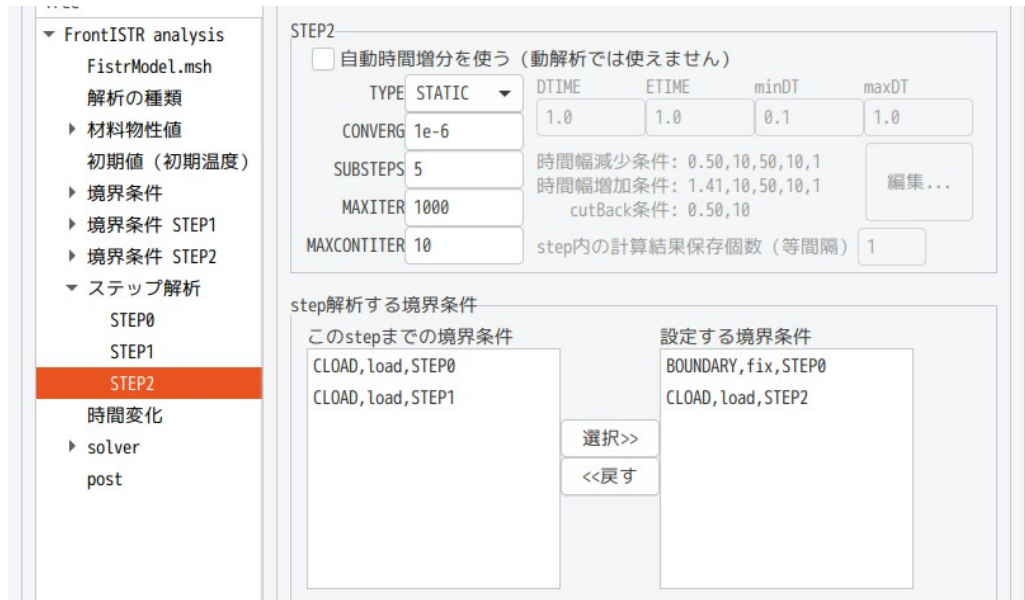 FrontISTR analysis
FistrModel.msh
解析の種類
材料物性値
初期値（初期温度）
境界条件
境界条件 STEP1
境界条件 STEP2
ステップ解析
STEP0
STEP1
STEP2
時間変化
solver
post
STEP2
自動時間増分を使う（動解析では使えません）
TYPE STATIC
CONVERG 1e-6
SUBSTEPS 5
MAXITER 1000
MAXCONTITER 10
DTIME ETIME minDT maxDT
1.0 1.0 0.1 1.0
時間幅減少条件: 0.50,10,50,10,1
時間幅増加条件: 1.41,10,50,10,1
cutBack条件: 0.50,10
編集...
step内の計算結果保存個数（等間隔） 1
step解析する境界条件
このstepまでの境界条件
CLOAD,load,STEP0
CLOAD,load,STEP1
選択>>
<<戻す
設定する境界条件
BOUNDARY,fix,STEP0
CLOAD,load,STEP2